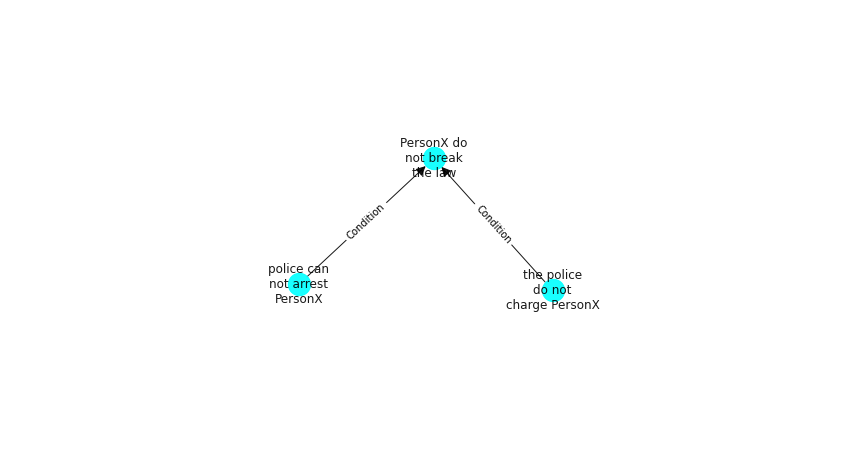 PersonX do
not break
the law
Condition
Condition
police can
not arrest
PersonX
the police
do not
charge PersonX